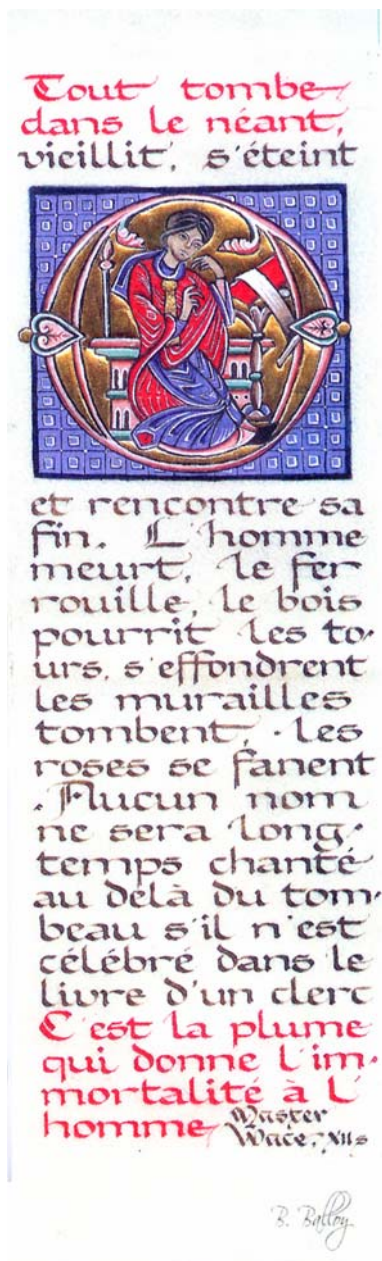 Tout tombe
dans le néant,
vieillit, s'éteint
et rencontre sa
fin. L'homme
meurt, le fer
rouille, le bois
pourrit les to-
urs, s'effondrent
les murailles
tombent, les
roses se fanent
. Aucun nom
ne sera long-
temps chanté
au delà du tom-
beau s'il n'est
célébré dans le
livre d'un clerc
C'est la plume
qui donne l'im-
mortalité à l'
homme
Master
Wace, XIIs
B. Balloy